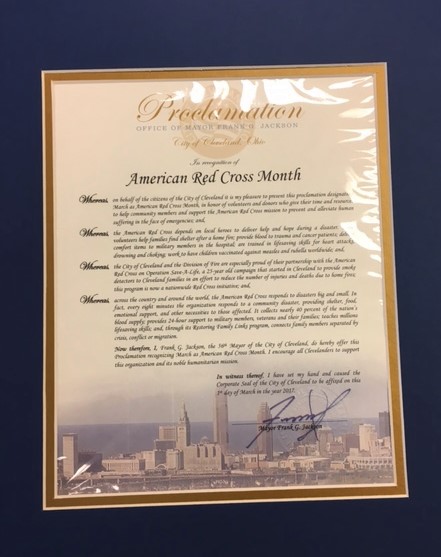 Proclamation
OFFICE OF MAYOR FRANK G. JACKSON
City of Cleveland, Ohio
In recognition of
American Red Cross Month
Whereas, on behalf of the citizens of the City of Cleveland it is my pleasure to present this proclamation
March as American Red Cross Month, in honor of volunteers and donors who give their time and
to help community members and support the American Red Cross mission to prevent and alleviate human
suffering in the face of emergencies; and,
Whereas, the American Red Cross depends on local heroes to deliver help and hope during a disaster.
volunteers help families find shelter after a home fire; provide blood to trauma and cancer patients;
comfort items to military members in the hospital; are trained in lifesaving skills for heart attacks,
drowning and choking; work to have children vaccinated against measles and rubella worldwide; and,
Whereas, the City of Cleveland and the Division of Fire are especially proud of their partnership with the American
Red Cross on Operation Save-A-Life, a 25-year old campaign that started in Cleveland to provide smoke
detectors to Cleveland families in an effort to reduce the number of injuries and deaths due to home fires;
this program is now a nationwide Red Cross initiative; and,
Whereas, across the country and around the world, the American Red Cross responds to disasters big and small. In
fact, every eight minutes the organization responds to a community disaster, providing shelter, food,
emotional support, and other necessities to those affected. It collects nearly 40 percent of the nation's
blood supply; provides 24-hour support to military members, veterans and their families; teaches millions
lifesaving skills; and, through its Restoring Family Links program, connects family members separated by
crisis, conflict or migration.
Now therefore, I, Frank G. Jackson, the 56th Mayor of the City of Cleveland, do hereby offer this
Proclamation recognizing March as American Red Cross Month. I encourage all Clevelanders to support
this organization and its noble humanitarian mission.
In witness thereof, I have set my hand and caused the
Corporate Seal of the City of Cleveland to be affixed on this
1st day of March in the year 2017.
Mayor Frank G. Jackson